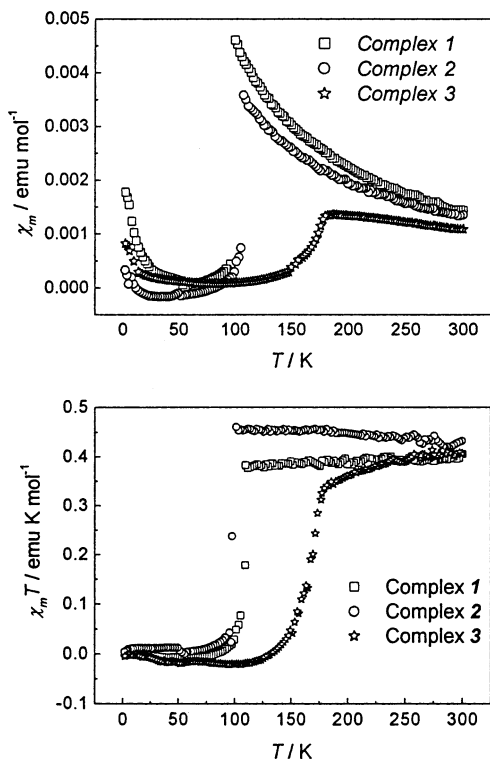 0.005
0.004
0.003
0.002
0.001
0.000
χm / emu mol-1
Complex 1
Complex 2
Complex 3
0 50 100 150 200 250 300
T / K
0.5
0.4
0.3
0.2
0.1
0.0
-0.1
χmT / emu K mol-1
Complex 1
Complex 2
Complex 3
0 50 100 150 200 250 300
T / K